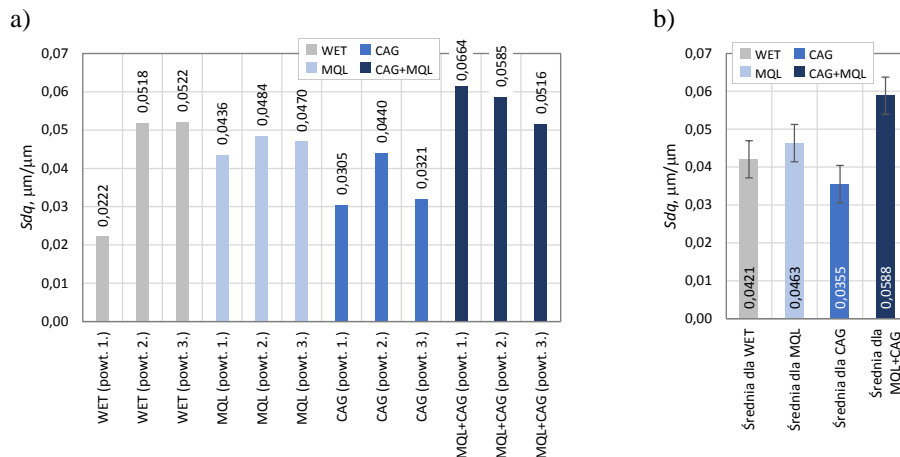 a)
Sdq, µm/µm
0,07
0,06
0,05
0,04
0,03
0,02
0,01
0,00
WET
CAG
MQL
CAG+MQL
0,0222
0,0518
0,0522
0,0436
0,0484
0,0470
0,0305
0,0440
0,0321
0,0664
0,0585
0,0516
WET (powt. 1.)
WET (powt. 2.)
WET (powt. 3.)
MQL (powt. 1.)
MQL (powt. 2.)
MQL (powt. 3.)
CAG (powt. 1.)
CAG (powt. 2.)
CAG (powt. 3.)
MQL+CAG (powt. 1.)
MQL+CAG (powt. 2.)
MQL+CAG (powt. 3.)
b)
Sdq, µm/µm
0,07
0,06
0,05
0,04
0,03
0,02
0,01
0,00
WET
CAG
MQL
CAG+MQL
0,0421
0,0463
0,0355
0,0588
Średnia dla WET
Średnia dla MQL
Średnia dla CAG
Średnia dla
MQL+CAG